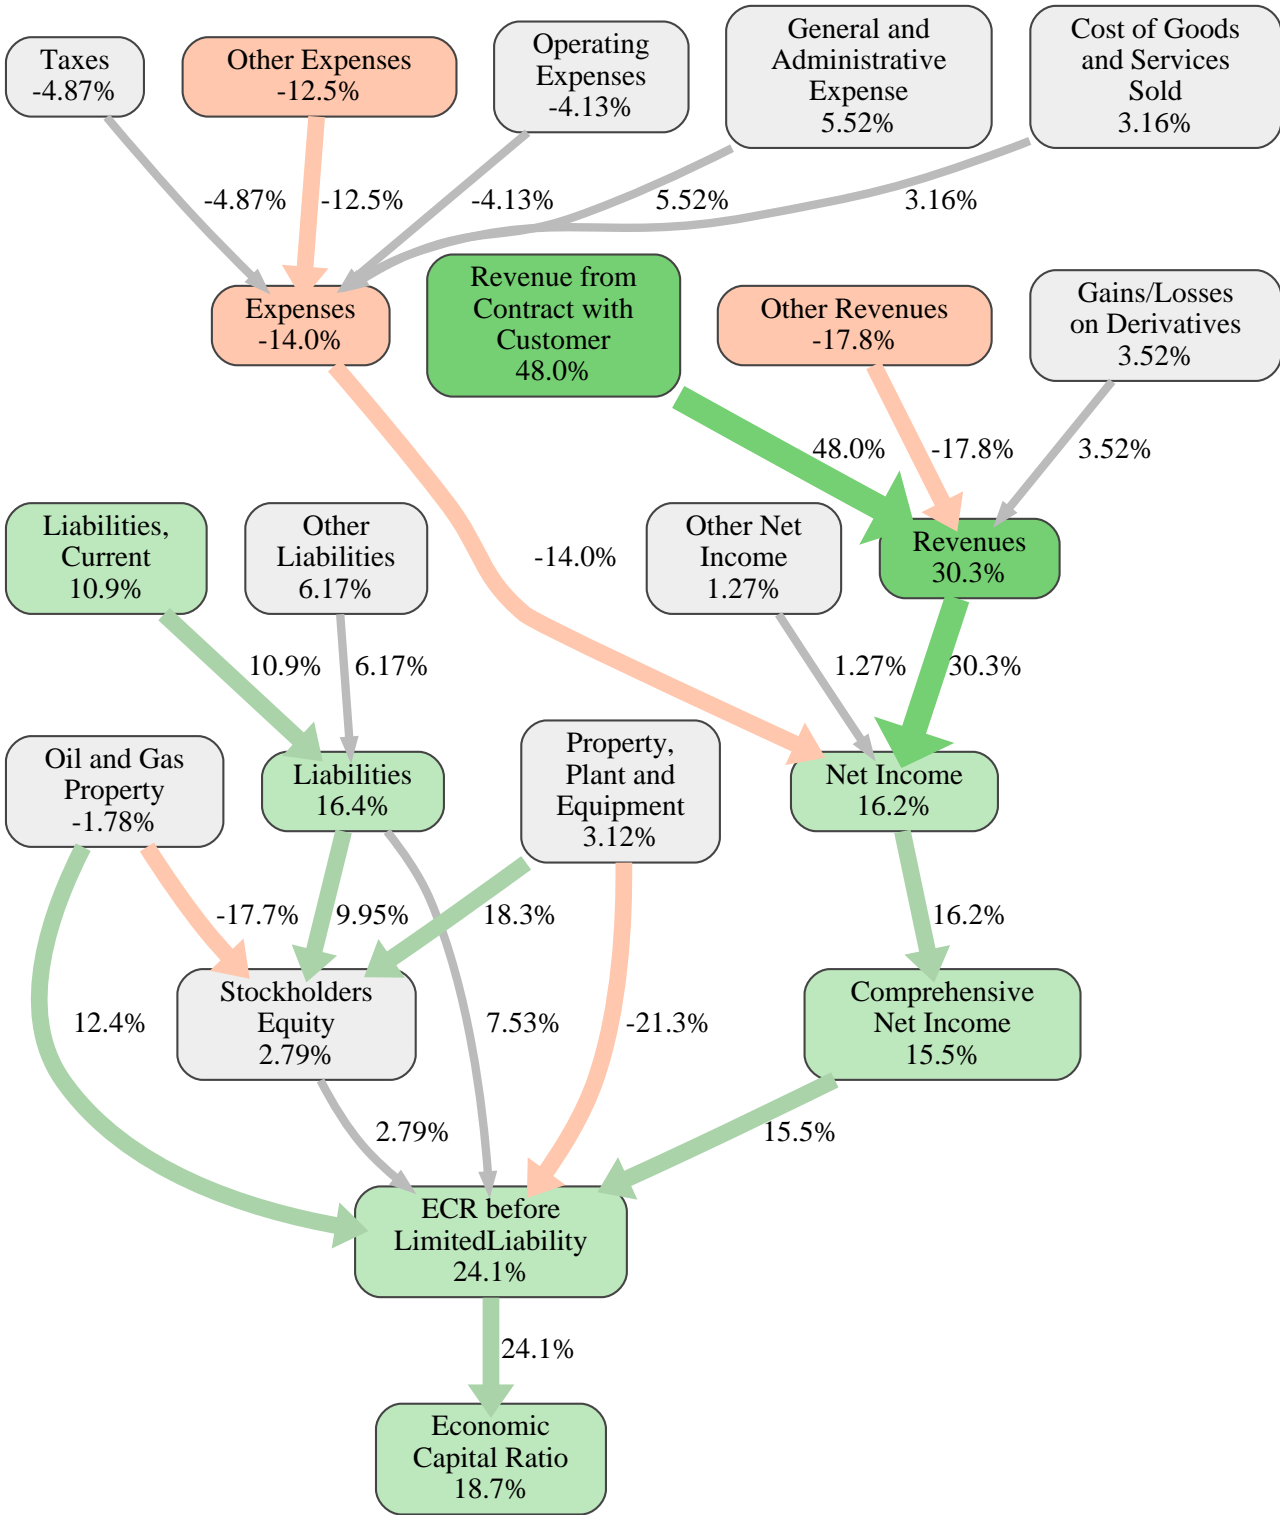 Taxes
-4.87%
Other Expenses
-12.5%
Operating
Expenses
-4.13%
General and
Administrative
Expense
5.52%
Cost of Goods
and Services
Sold
3.16%
-4.87%
-12.5%
-4.13%
5.52%
3.16%
Expenses
-14.0%
Revenue from
Contract with
Customer
48.0%
Other Revenues
-17.8%
Gains/Losses
on Derivatives
3.52%
48.0%
-17.8%
3.52%
Liabilities,
Current
10.9%
Other
Liabilities
6.17%
-14.0%
Other Net
Income
1.27%
Revenues
30.3%
10.9%
6.17%
1.27%
30.3%
Oil and Gas
Property
-1.78%
Liabilities
16.4%
Property,
Plant and
Equipment
3.12%
Net Income
16.2%
-17.7%
9.95%
18.3%
16.2%
Stockholders
Equity
2.79%
Comprehensive
Net Income
15.5%
12.4%
7.53%
-21.3%
2.79%
15.5%
ECR before
LimitedLiability
24.1%
24.1%
Economic
Capital Ratio
18.7%